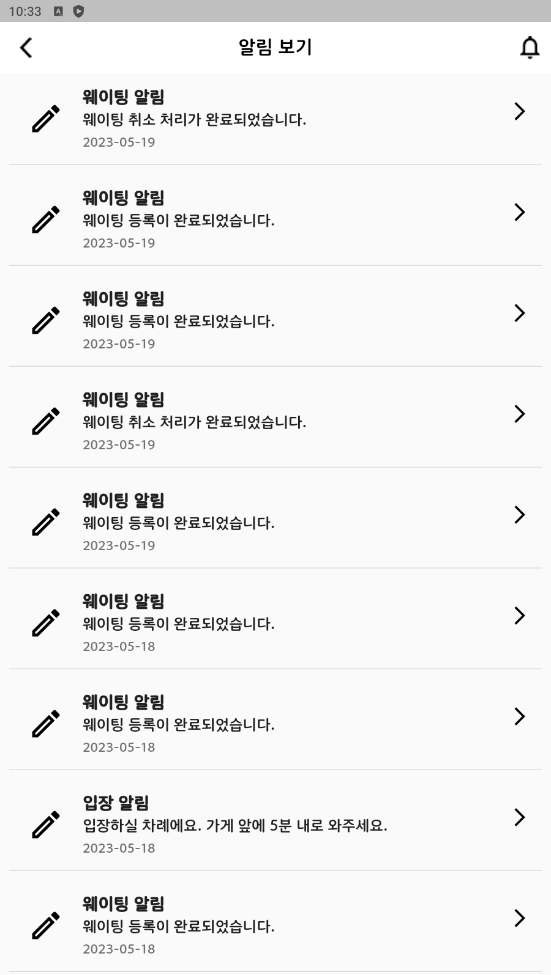 10:33
알림 보기
웨이팅 알림
웨이팅 취소 처리가 완료되었습니다.
2023-05-19
웨이팅 알림
웨이팅 등록이 완료되었습니다.
2023-05-19
웨이팅 알림
웨이팅 등록이 완료되었습니다.
2023-05-19
웨이팅 알림
웨이팅 취소 처리가 완료되었습니다.
2023-05-19
웨이팅 알림
웨이팅 등록이 완료되었습니다.
2023-05-19
웨이팅 알림
웨이팅 등록이 완료되었습니다.
2023-05-18
웨이팅 알림
웨이팅 등록이 완료되었습니다.
2023-05-18
입장 알림
입장하실 차례에요. 가게 앞에 5분 내로 와주세요.
2023-05-18
웨이팅 알림
웨이팅 등록이 완료되었습니다.
2023-05-18